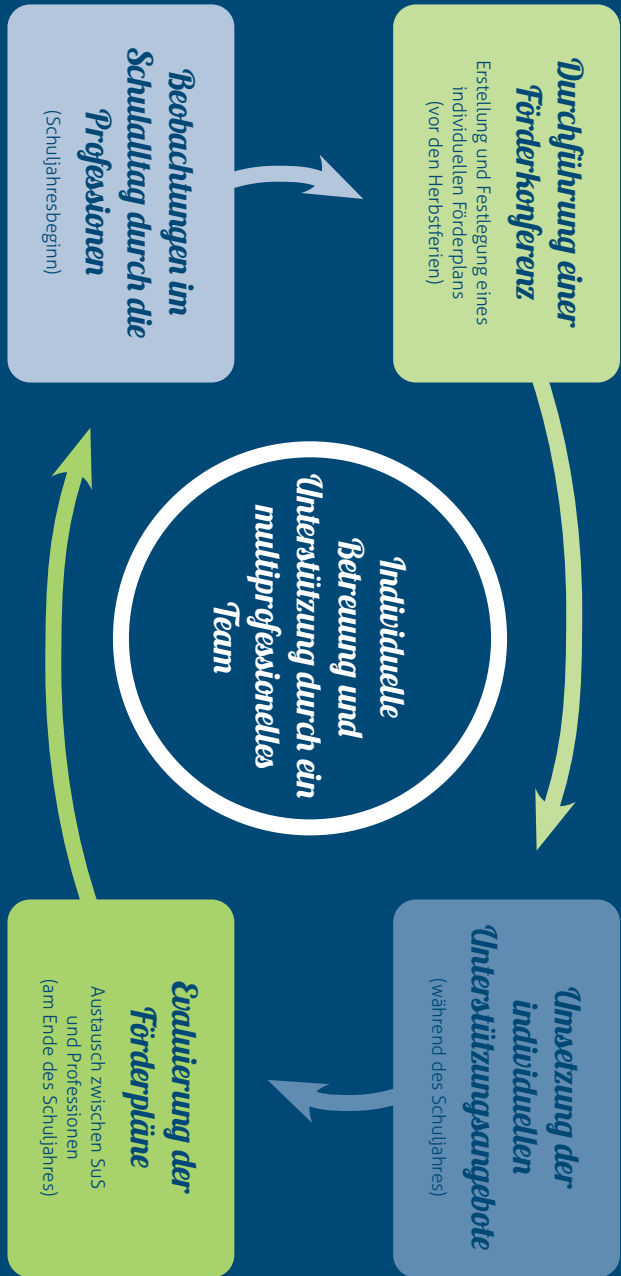 Durchführung einer
Förderkonferenz
Erstellung und Festlegung eines
individuellen Förderplans
(vor den Herbstferien)
Umsetzung der
individuellen
Unterstützungsangebote
(während des Schuljahres)
Individuelle
Betreuung und
Unterstützung durch ein
multiprofessionelles
Team
Beobachtungen im
Schulalltag durch die
Professionen
(Schuljahresbeginn)
Evaluierung der
Förderpläne
Austausch zwischen SuS
und Professionen
(am Ende des Schuljahres)